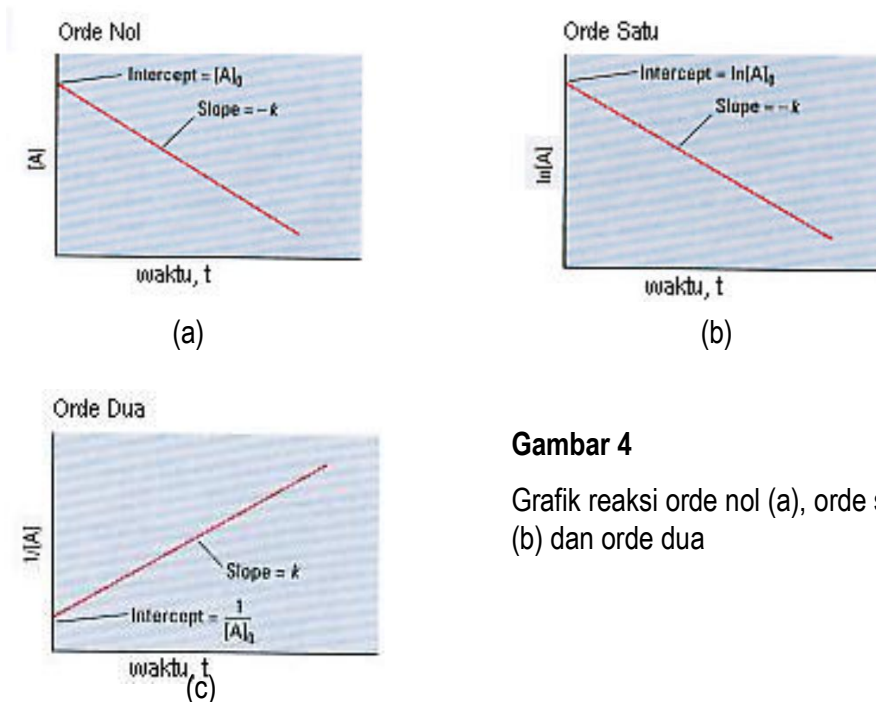 Orde Nol
Intercept = [A]₀
Slope = – k
[A]
waktu, t
(a)
Orde Satu
Intercept = ln[A]₀
Slope = – k
ln[A]
waktu, t
(b)
Orde Dua
1/[A]
Slope = k
Intercept = 1/[A]₀
waktu, t
(c)
Gambar 4
Grafik reaksi orde nol (a), orde s
(b) dan orde dua